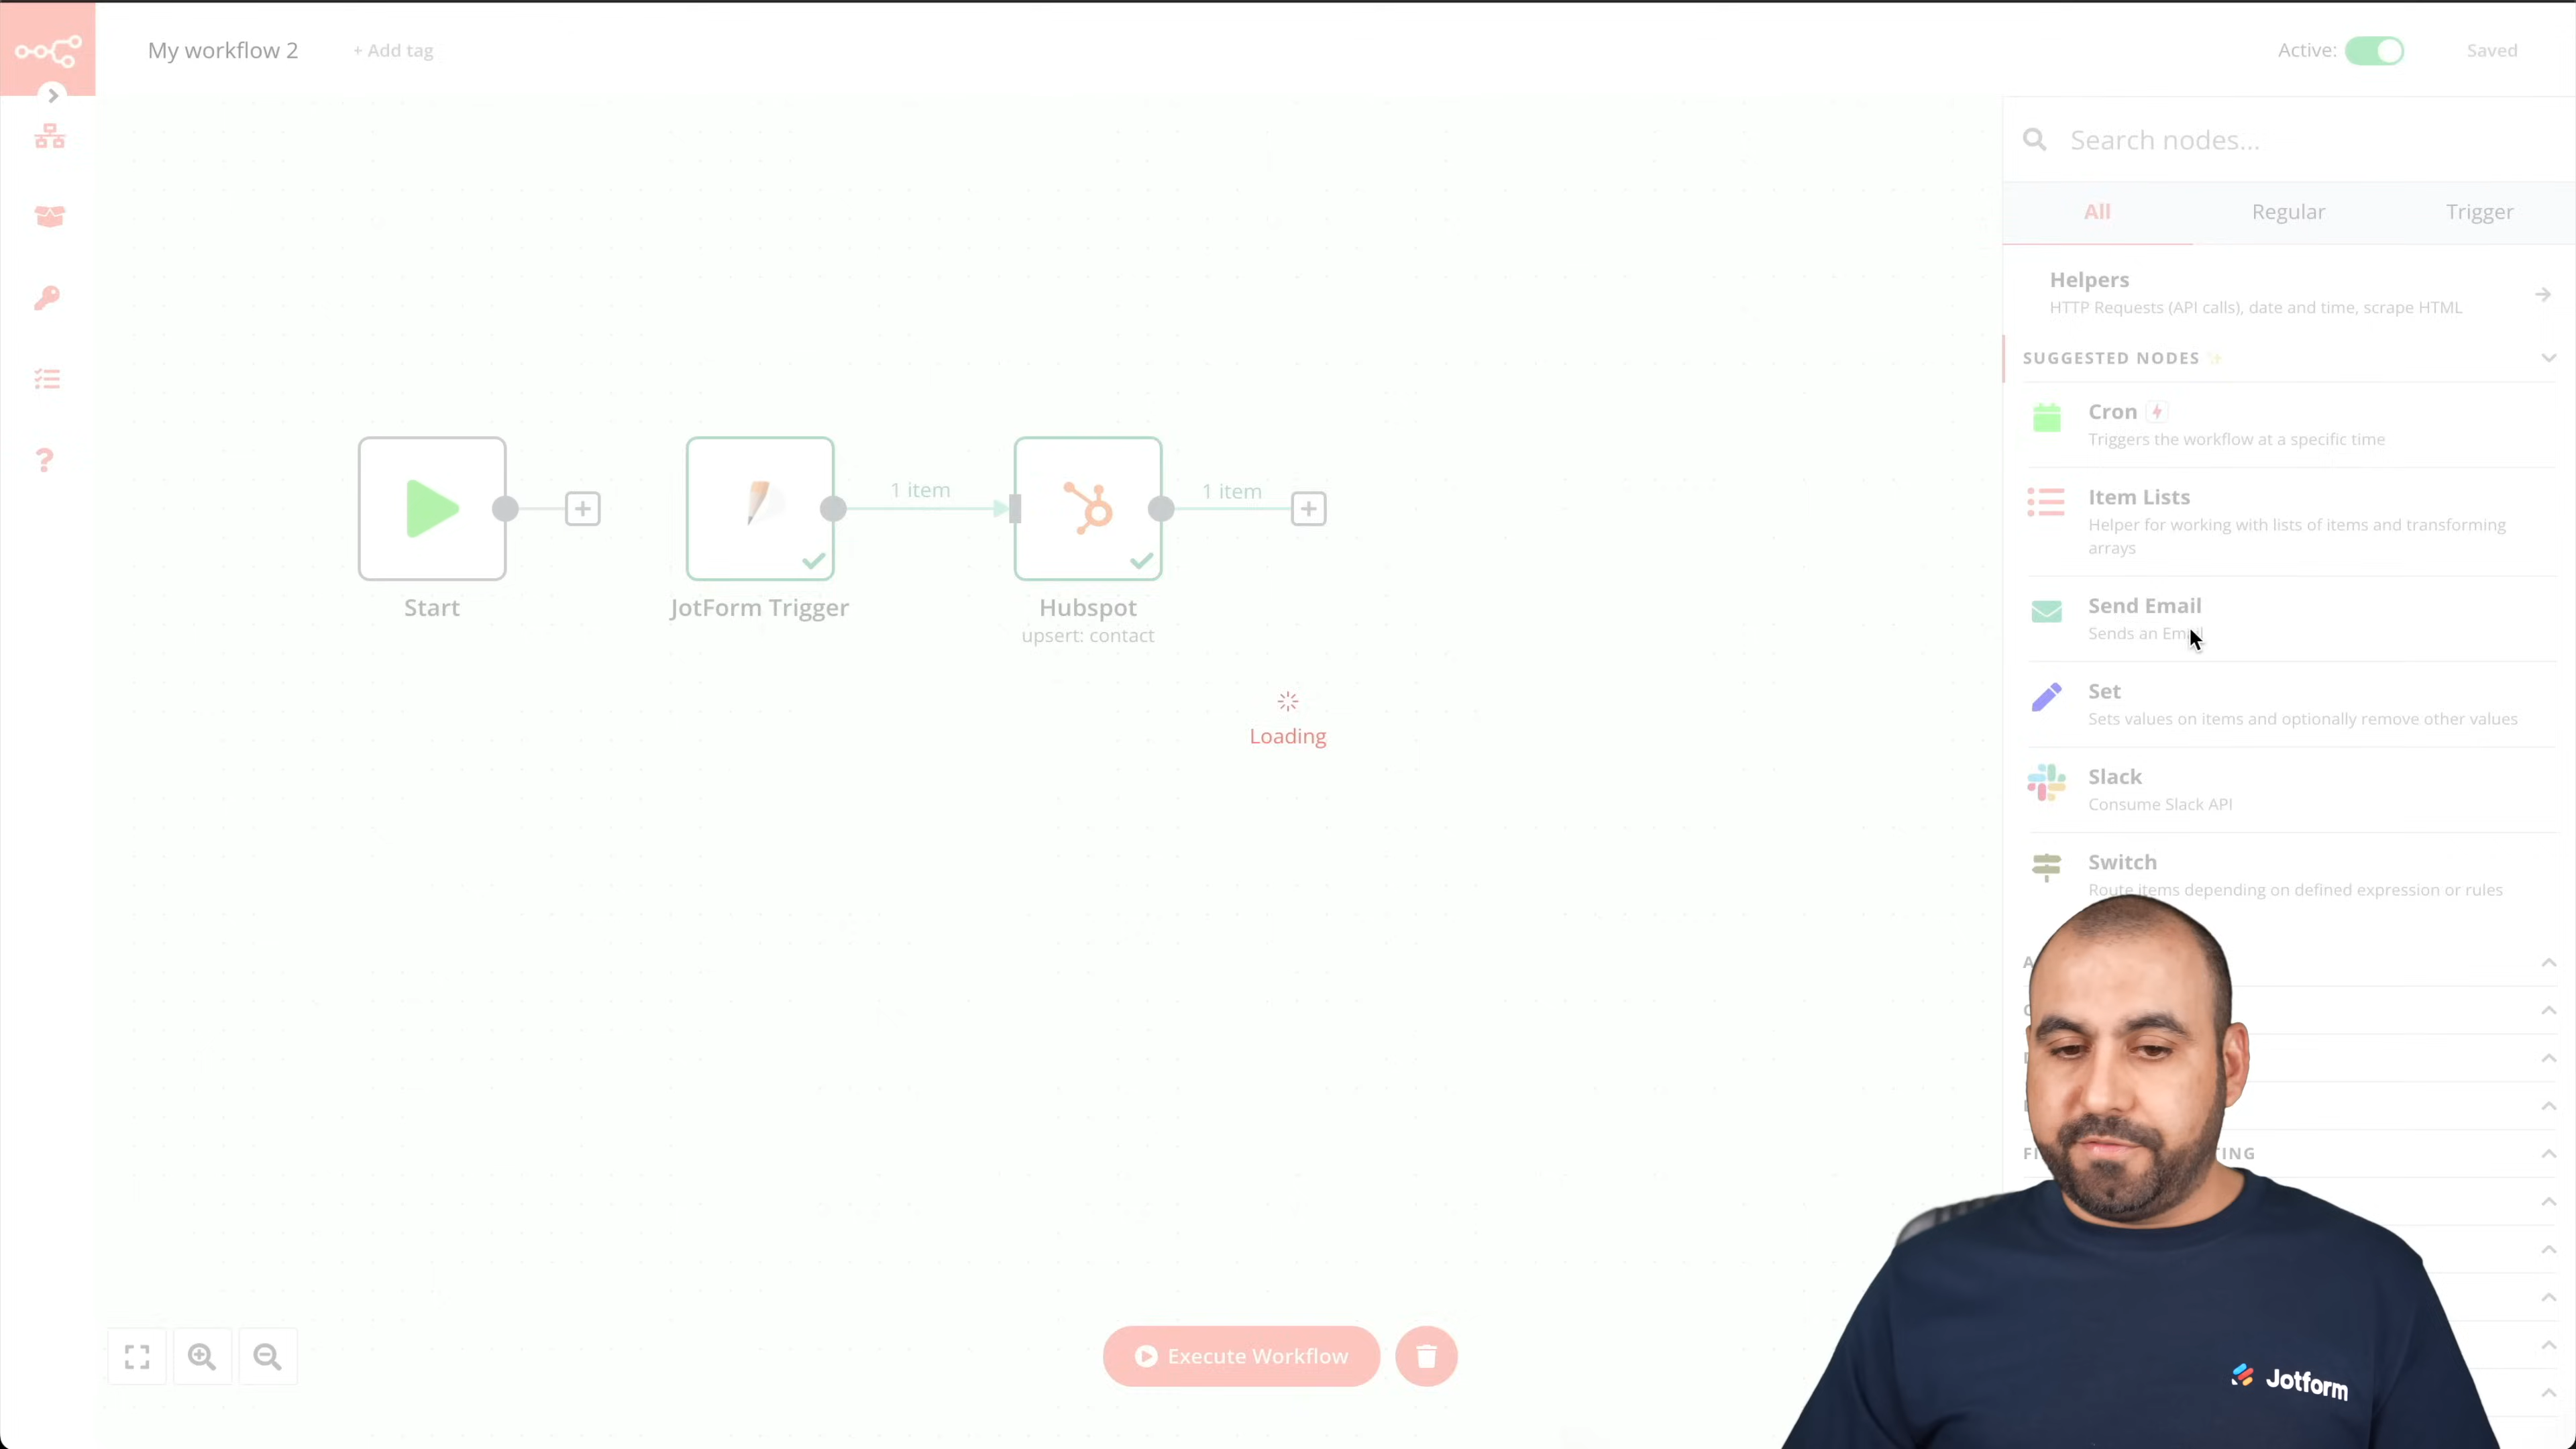 My workflow 2
+ Add tag
Active:
Saved
Search nodes...
All
Regular
Trigger
Helpers
HTTP Requests (API calls), date and time, scrape HTML
SUGGESTED NODES
Cron
Triggers the workflow at a specific time
Item Lists
Helper for working with lists of items and transforming
arrays
Send Email
Sends an
Set
Sets values on items and optionally remove other values
Slack
Consume Slack API
Switch
Route items depending on defined expression or rules
1 item
1 item
Start
JotForm Trigger
Hubspot
upsert: contact
Loading
Execute Workflow
Jotform